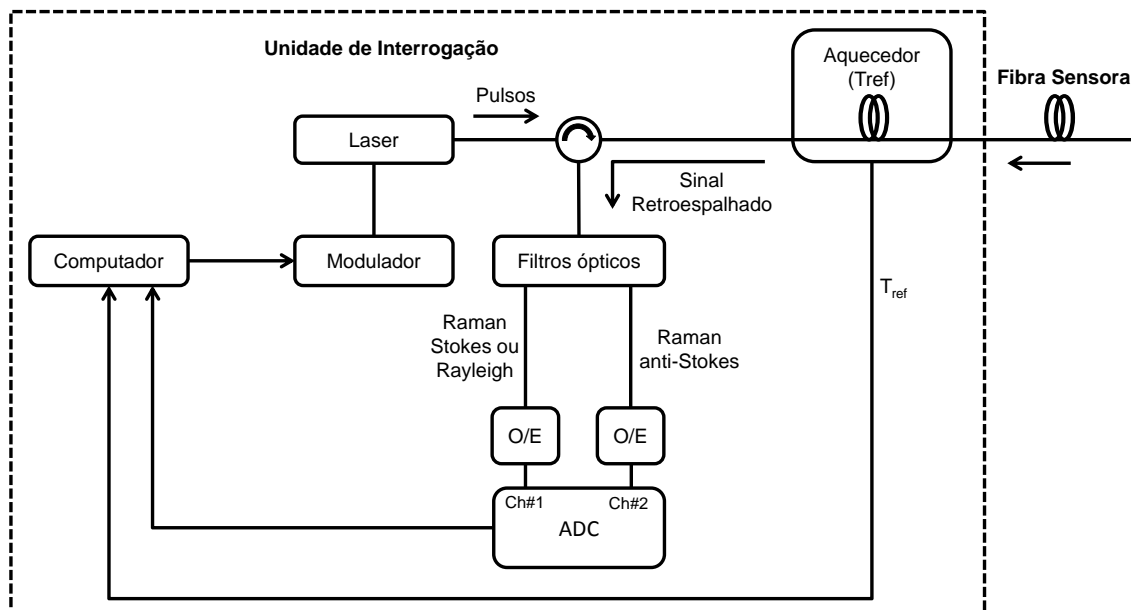 Unidade de Interrogação
Aquecedor
(Tref)
Fibra Sensora
Pulsos
Laser
Sinal
Retroespalhado
Computador
Modulador
Filtros ópticos
Tref
Raman
Stokes ou
Rayleigh
Raman
anti-Stokes
O/E
O/E
Ch#1
Ch#2
ADC